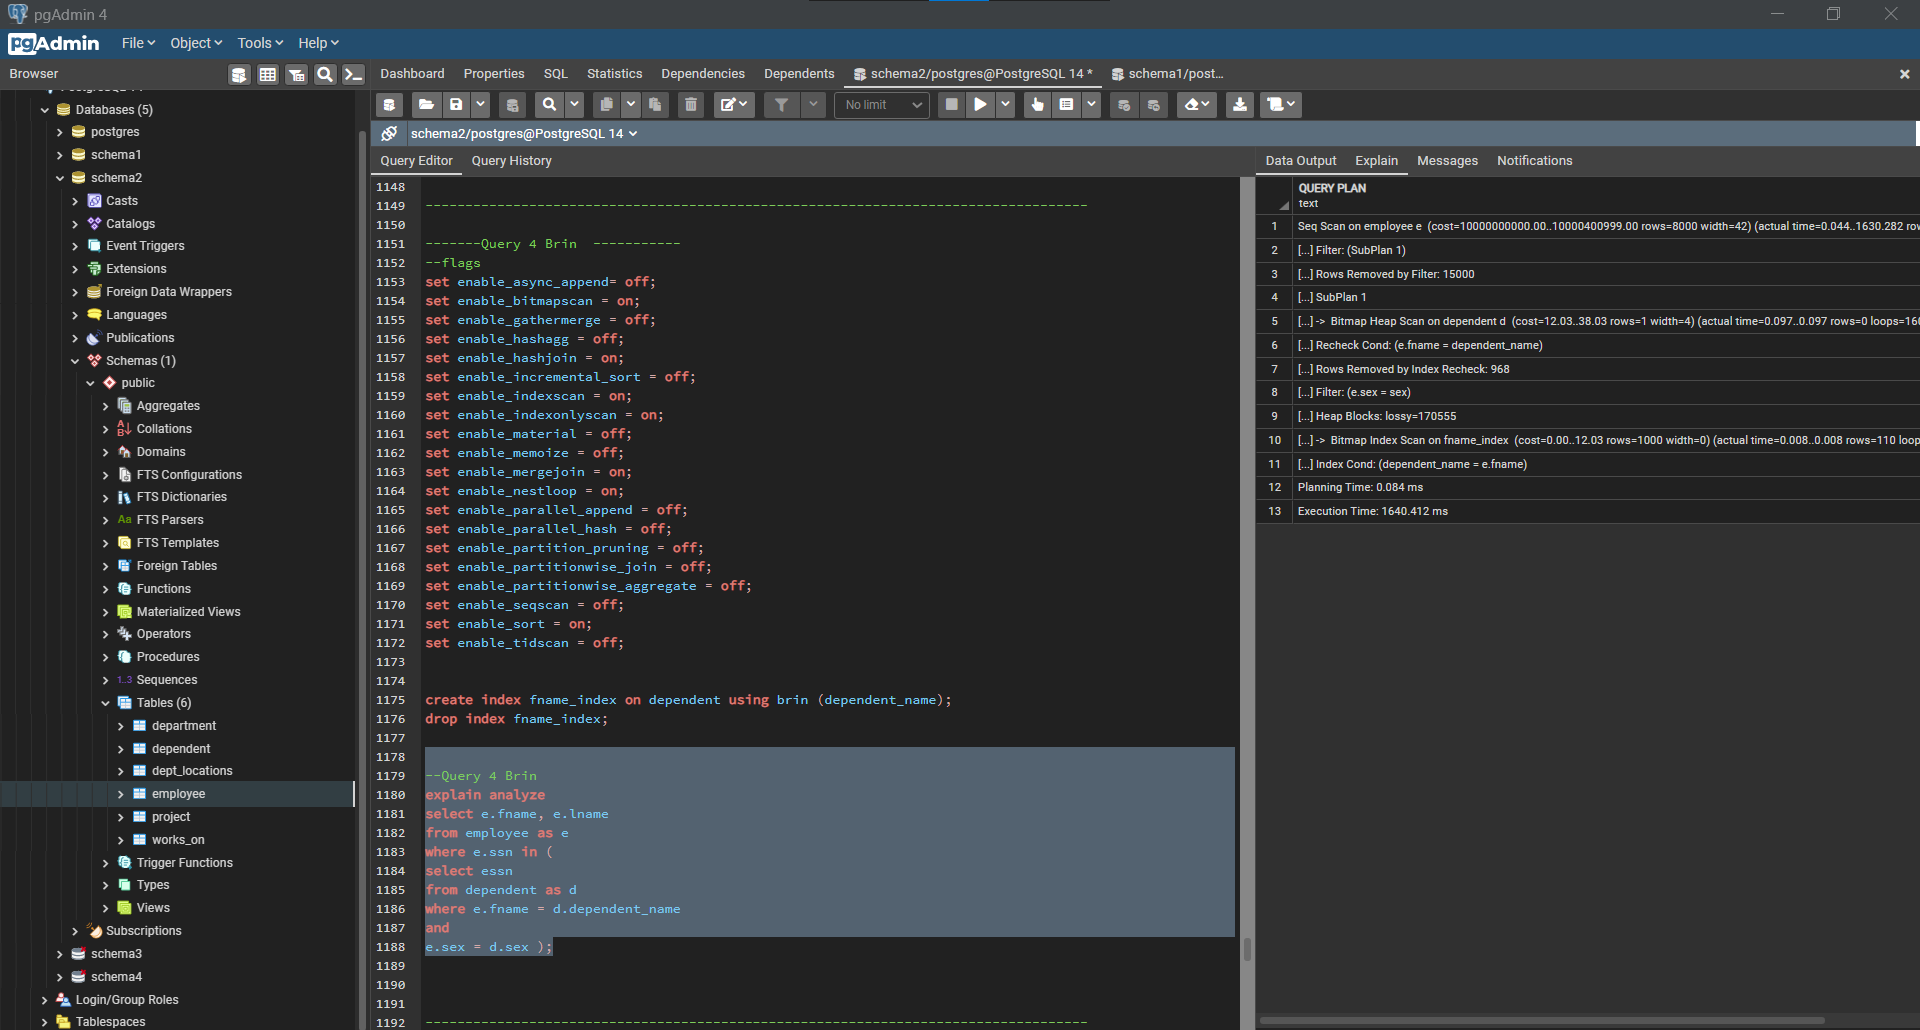 pgAdmin 4
pgAdmin
File
Object
Tools
Help
Browser
Dashboard
Properties
SQL
Statistics
Dependencies
Dependents
schema2/postgres@PostgreSQL 14 *
schema1/post...
No limit
schema2/postgres@PostgreSQL 14
Databases (5)
postgres
schema1
schema2
Casts
Catalogs
Event Triggers
Extensions
Foreign Data Wrappers
Languages
Publications
Schemas (1)
public
Aggregates
Collations
Domains
FTS Configurations
FTS Dictionaries
Aa FTS Parsers
FTS Templates
Foreign Tables
Functions
Materialized Views
Operators
Procedures
1..3 Sequences
Tables (6)
department
dependent
dept_locations
employee
project
works_on
Trigger Functions
Types
Views
Subscriptions
schema3
schema4
Login/Group Roles
Tablespaces
Query Editor
Query History
1148
1149 -----------------------------------------------------------------------------------
1150
1151 -------Query 4 Brin  -----------
1152 --flags
1153 set enable_async_append= off;
1154 set enable_bitmapscan = on;
1155 set enable_gathermerge = off;
1156 set enable_hashagg = off;
1157 set enable_hashjoin = on;
1158 set enable_incremental_sort = off;
1159 set enable_indexscan = on;
1160 set enable_indexonlyscan = on;
1161 set enable_material = off;
1162 set enable_memoize = off;
1163 set enable_mergejoin = on;
1164 set enable_nestloop = on;
1165 set enable_parallel_append = off;
1166 set enable_parallel_hash = off;
1167 set enable_partition_pruning = off;
1168 set enable_partitionwise_join = off;
1169 set enable_partitionwise_aggregate = off;
1170 set enable_seqscan = off;
1171 set enable_sort = on;
1172 set enable_tidscan = off;
1173
1174
1175 create index fname_index on dependent using brin (dependent_name);
1176 drop index fname_index;
1177
1178
1179 --Query 4 Brin
1180 explain analyze
1181 select e.fname, e.lname
1182 from employee as e
1183 where e.ssn in (
1184 select essn
1185 from dependent as d
1186 where e.fname = d.dependent_name
1187 and
1188 e.sex = d.sex );
1189
1190
1191
1192 -----------------------------------------------------------------------------------
Data Output
Explain
Messages
Notifications
QUERY PLAN
text
1 Seq Scan on employee e (cost=10000000000.00..10000400999.00 rows=8000 width=42) (actual time=0.044..1630.282
2 [...] Filter: (SubPlan 1)
3 [...] Rows Removed by Filter: 15000
4 [...] SubPlan 1
5 [...] -> Bitmap Heap Scan on dependent d (cost=12.03..38.03 rows=1 width=4) (actual time=0.097..0.097 rows=0
6 [...] Recheck Cond: (e.fname = dependent_name)
7 [...] Rows Removed by Index Recheck: 968
8 [...] Filter: (e.sex = sex)
9 [...] Heap Blocks: lossy=170555
10 [...] -> Bitmap Index Scan on fname_index (cost=0.00..12.03 rows=1000 width=0) (actual time=0.008..0.008 rows=110 loop
11 [...] Index Cond: (dependent_name = e.fname)
12 Planning Time: 0.084 ms
13 Execution Time: 1640.412 ms